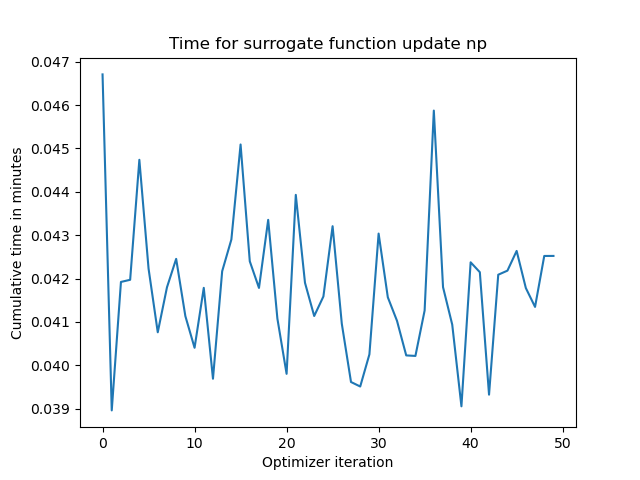 Time for surrogate function update np
0.047
0.046
0.045
0.044
0.043
0.042
0.041
0.040
0.039
Cumulative time in minutes
0 10 20 30 40 50
Optimizer iteration